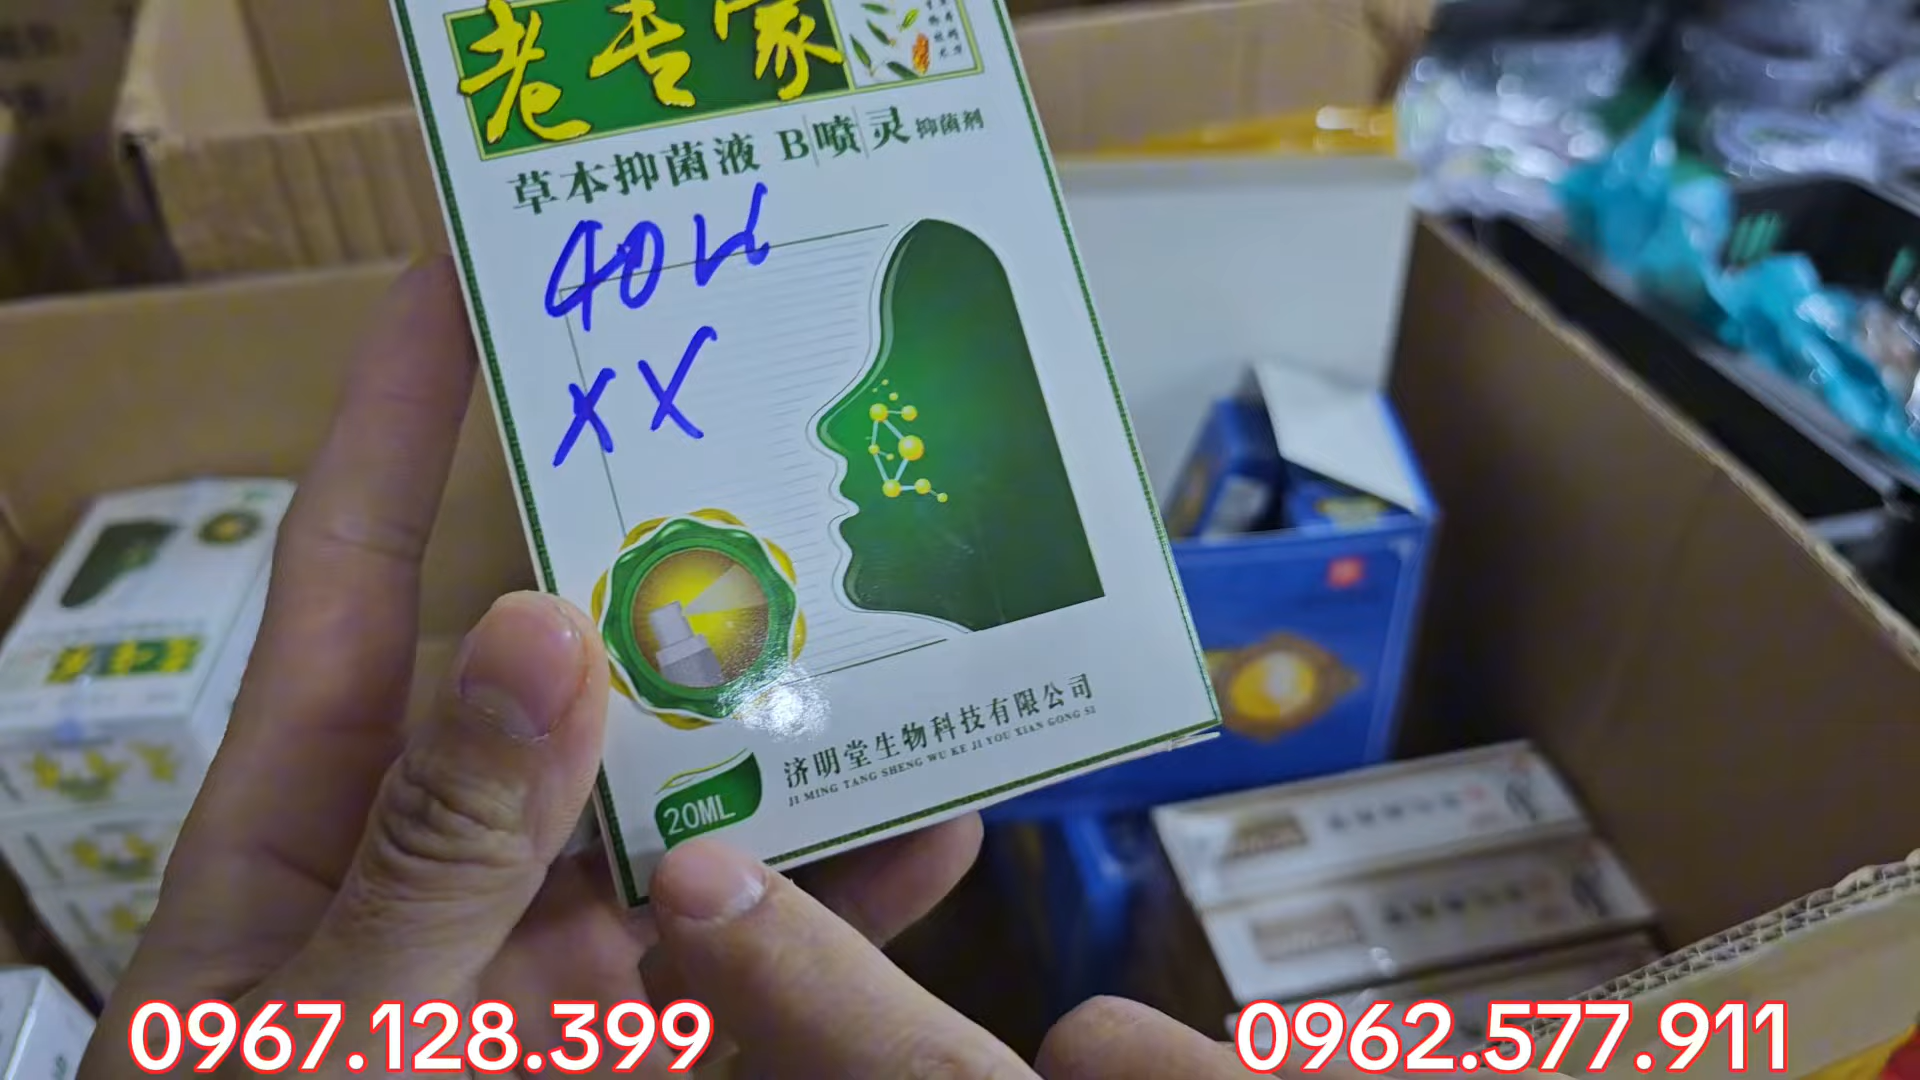 老专家
草本抑菌液 B喷灵 抑菌剂
XX
20ML
济明堂生物科技有限公司
JI MING TANG SHENG WU KE JI YOU XIAN GONG SI
0967.128.399
0962.577.911